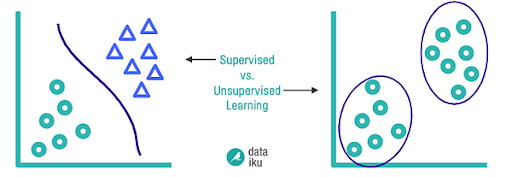 Supervised
vs.
Unsupervised
Learning
data
iku